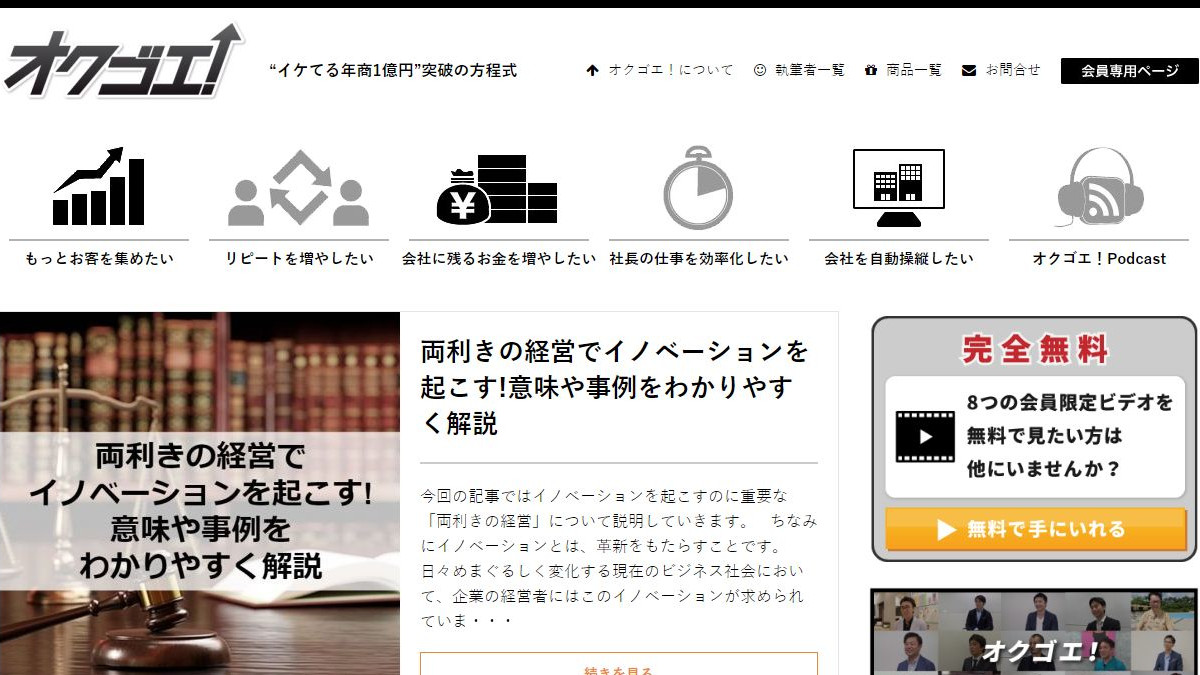 オクゴエ!
“イケてる年商1億円”突破の方程式
オクゴエ！について
執筆者一覧
商品一覧
お問合せ
会員専用ページ
もっとお客を集めたい
リピートを増やしたい
¥
会社に残るお金を増やしたい
社長の仕事を効率化したい
会社を自動操縦したい
オクゴエ！Podcast
両利きの経営で
イノベーションを起こす!
意味や事例を
わかりやすく解説
両利きの経営でイノベーションを
起こす!意味や事例をわかりやす
く解説
今回の記事ではイノベーションを起こすのに重要な
「両利きの経営」について説明していきます。　ちなみ
にイノベーションとは、革新をもたらすことです。
日々めまぐるしく変化する現在のビジネス社会におい
て、企業の経営者にはこのイノベーションが求められ
ていま・・・
続きを見る
完全無料
8つの会員限定ビデオを
無料で見たい方は
他にいませんか？
無料で手にいれる
オクゴエ!